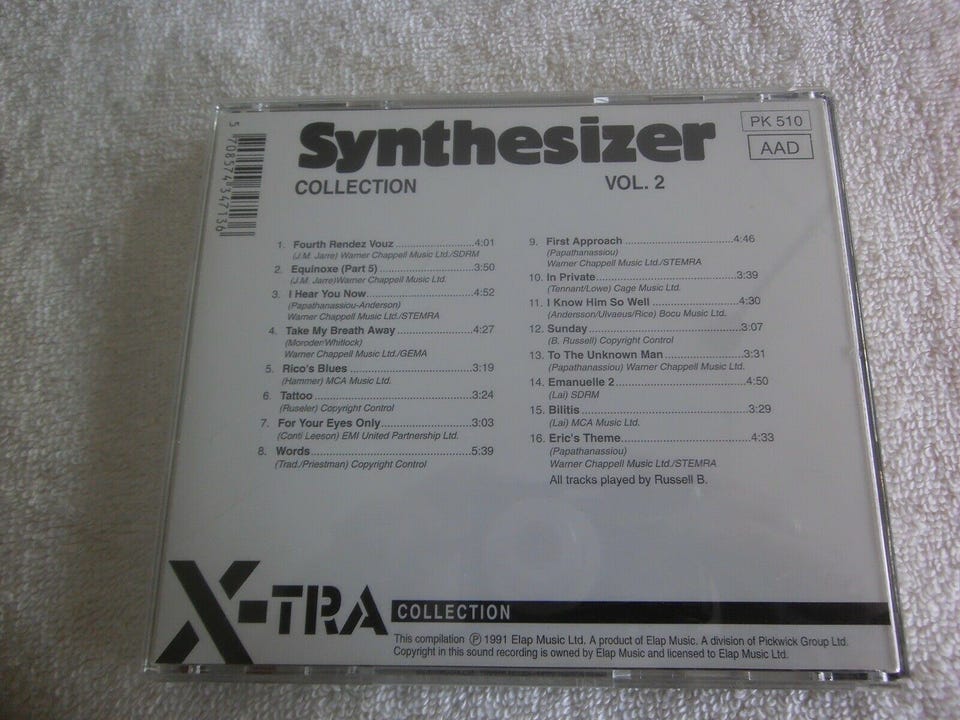 Synthesizer
COLLECTION VOL. 2
PK 510
AAD
5 708574 347136
1. Fourth Rendez Vouz ........................4:01
(J.M. Jarre) Warner Chappell Music Ltd./SDRM
2. Equinoxe (Part 5) ............................3:50
(J.M. Jarre)Warner Chappell Music Ltd.
3. I Hear You Now................................4:52
(Papathanassiou-Anderson)
Warner Chappell Music Ltd./STEMRA
4. Take My Breath Away .......................4:27
(Moroder/Whitlock)
Warner Chappell Music Ltd./GEMA
5. Rico's Blues .....................................3:19
(Hammer) MCA Music Ltd.
6. Tattoo ...............................................3:24
(Ruseler) Copyright Control
7. For Your Eyes Only...........................3:03
(Conti Leeson) EMI United Partnership Ltd.
8. Words ...............................................5:39
(Trad./Priestman) Copyright Control
9. First Approach .................................4:46
(Papathanassiou)
Warner Chappell Music Ltd./STEMRA
10. In Private..........................................3:39
(Tennant/Lowe) Cage Music Ltd.
11. I Know Him So Well .........................4:30
(Andersson/Ulvaeus/Rice) Bocu Music Ltd.
12. Sunday .............................................3:07
(B. Russell) Copyright Control
13. To The Unknown Man .......................3:31
(Papathanassiou) Warner Chappell Music Ltd.
14. Emanuelle 2......................................4:50
(Lai) SDRM
15. Bilitis .................................................3:29
(Lai) MCA Music Ltd.
16. Eric's Theme.....................................4:33
(Papathanassiou)
Warner Chappell Music Ltd./STEMRA
All tracks played by Russell B.
X-TRA COLLECTION
This compilation Ⓟ 1991 Elap Music Ltd. A product of Elap Music. A division of Pickwick Group Ltd.
Copyright in this sound recording is owned by Elap Music and licensed to Elap Music Ltd.